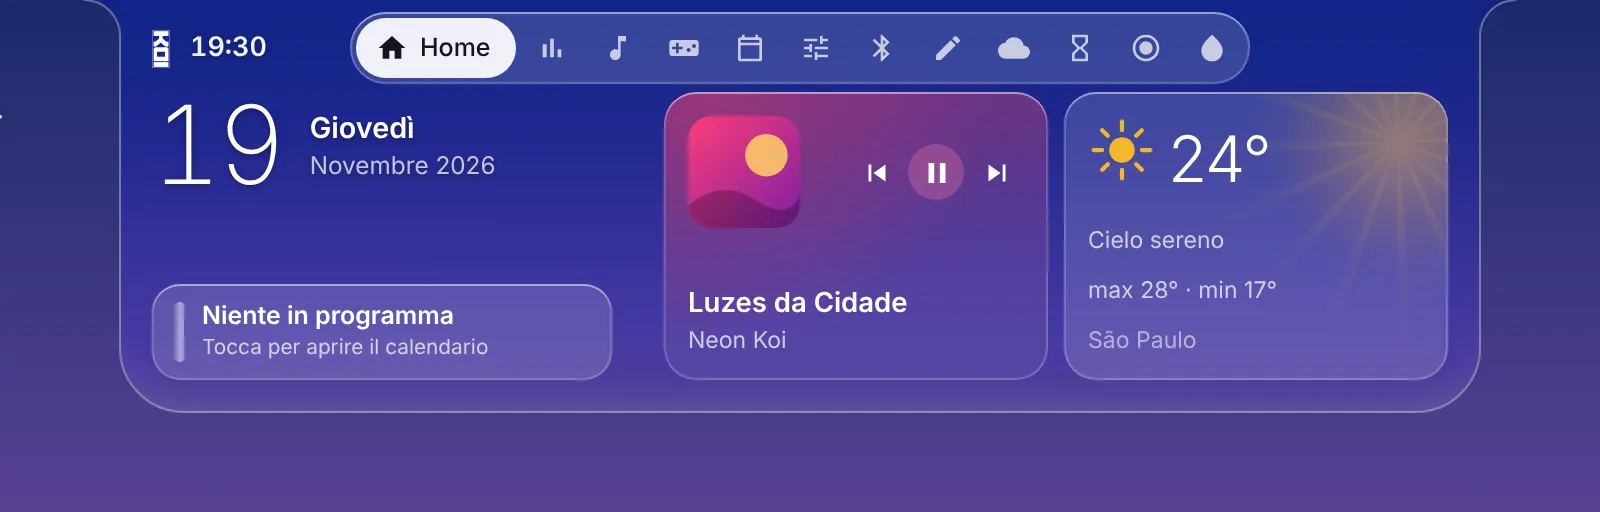 KOI
19:30
Home
19
Giovedì
Novembre 2026
Niente in programma
Tocca per aprire il calendario
Luzes da Cidade
Neon Koi
24°
Cielo sereno
max 28° · min 17°
São Paulo